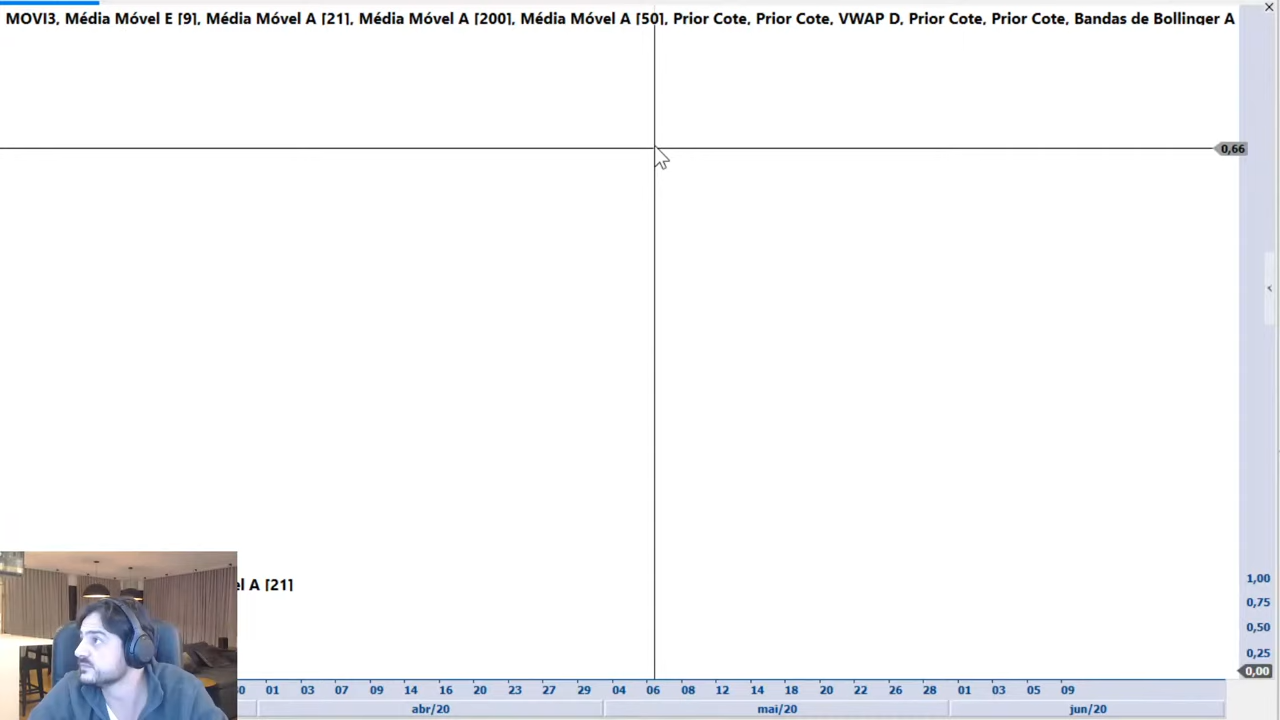 MOVI3, Média Móvel E [9], Média Móvel A [21], Média Móvel A [200], Média Móvel A [50], Prior Cote, Prior Cote, VWAP D, Prior Cote, Prior Cote, Bandas de Bollinger A
0,66
A [21]
1,00
0,75
0,50
0,25
0,00
01 03 07 09 14 16 20 23 27 29 04 06 08 12 14 18 20 22 26 28 01 03 05 09
abr/20 mai/20 jun/20